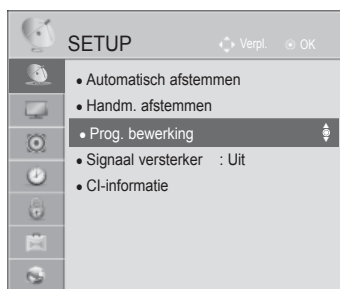 SETUP Verpl. OK
• Automatisch afstemmen
• Handm. afstemmen
• Prog. bewerking
• Signaal versterker : Uit
• CI-informatie